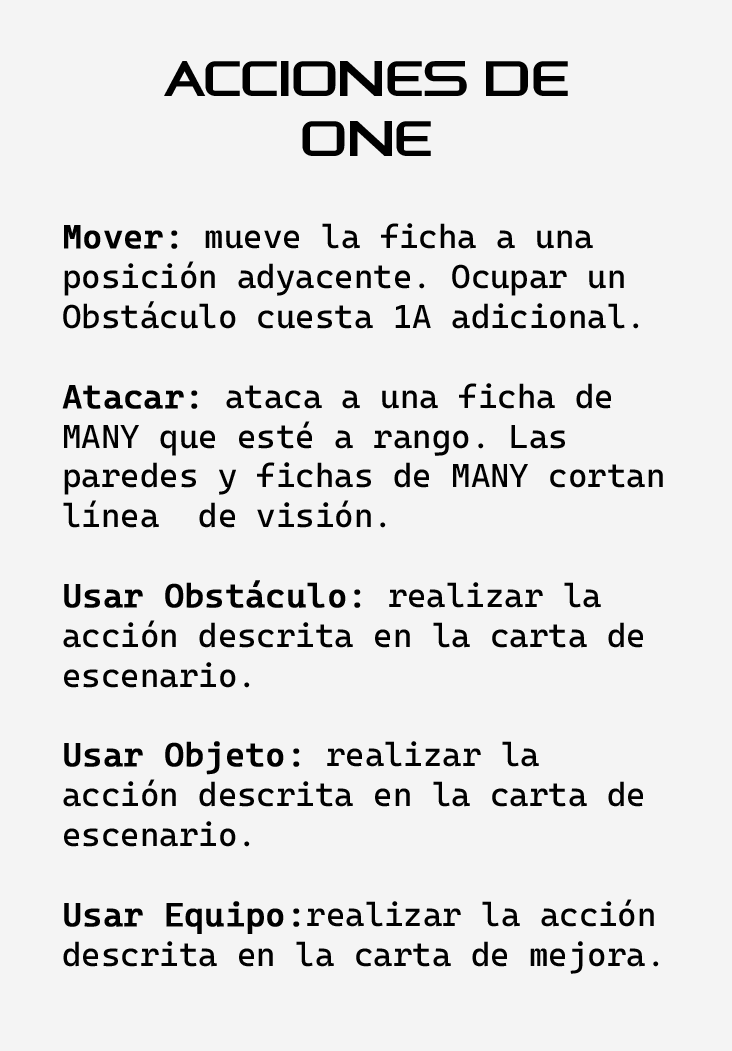 ACCIONES DE
ONE
Mover: mueve la ficha a una
posición adyacente. Ocupar un
Obstáculo cuesta 1A adicional.
Atacar: ataca a una ficha de
MANY que esté a rango. Las
paredes y fichas de MANY cortan
línea  de visión.
Usar Obstáculo: realizar la
acción descrita en la carta de
escenario.
Usar Objeto: realizar la
acción descrita en la carta de
escenario.
Usar Equipo:realizar la acción
descrita en la carta de mejora.